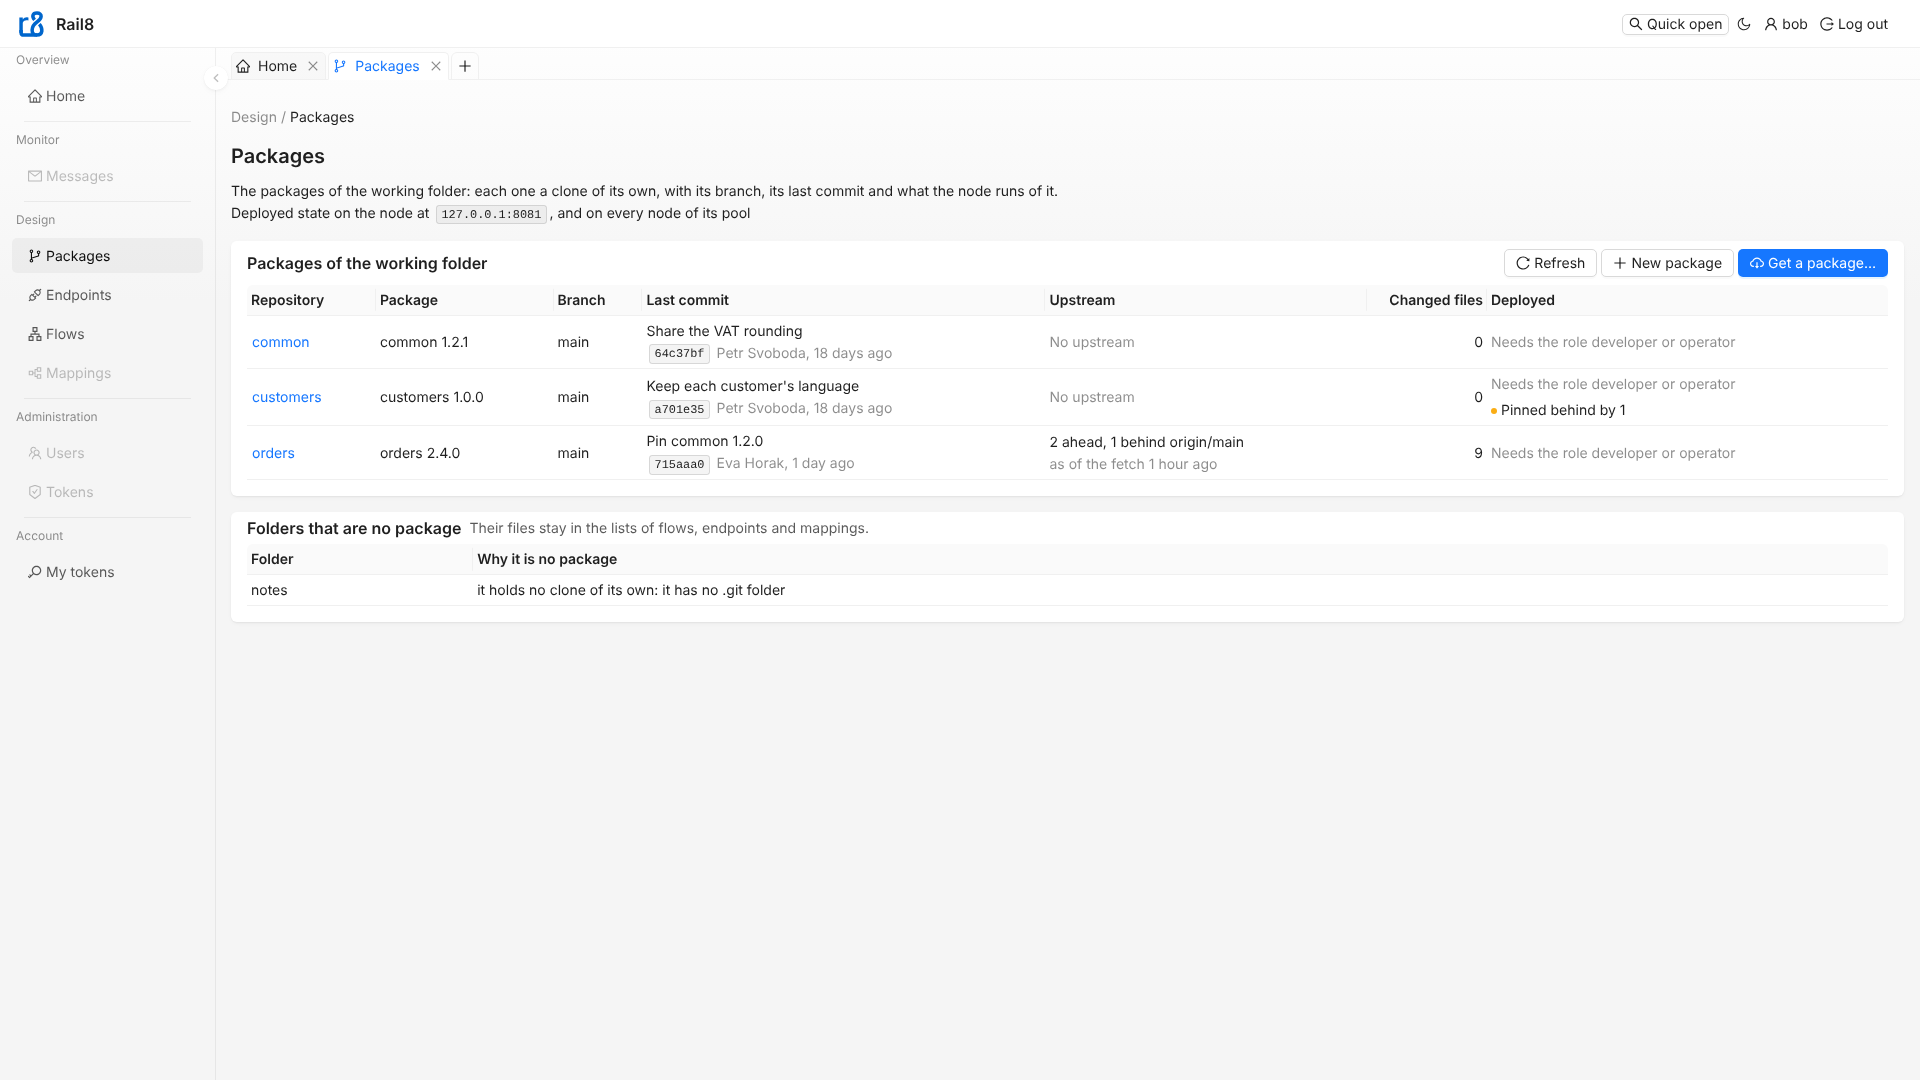 Rail8
Quick open
bob
Log out
Overview
Home
Monitor
Messages
Design
Packages
Endpoints
Flows
Mappings
Administration
Users
Tokens
Account
My tokens
Home
Packages
Design / Packages
Packages
The packages of the working folder: each one a clone of its own, with its branch, its last commit and what the node runs of it.
Deployed state on the node at 127.0.0.1:8081, and on every node of its pool
Packages of the working folder
Refresh
New package
Get a package...
Repository Package Branch Last commit Upstream Changed files Deployed
common common 1.2.1 main Share the VAT rounding No upstream 0 Needs the role developer or operator
64c37bf Petr Svoboda, 18 days ago
customers customers 1.0.0 main Keep each customer's language No upstream 0 Needs the role developer or operator
a701e35 Petr Svoboda, 18 days ago Pinned behind by 1
orders orders 2.4.0 main Pin common 1.2.0 2 ahead, 1 behind origin/main 9 Needs the role developer or operator
715aaa0 Eva Horak, 1 day ago as of the fetch 1 hour ago
Folders that are no package Their files stay in the lists of flows, endpoints and mappings.
Folder Why it is no package
notes it holds no clone of its own: it has no .git folder